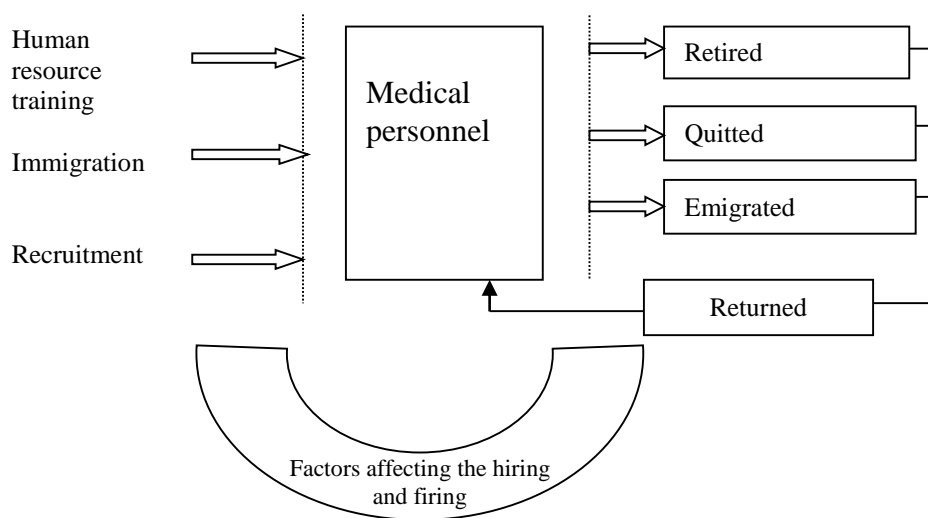 Human
resource
training
Immigration
Recruitment
Medical
personnel
Retired
Quitted
Emigrated
Returned
Factors affecting the hiring
and firing